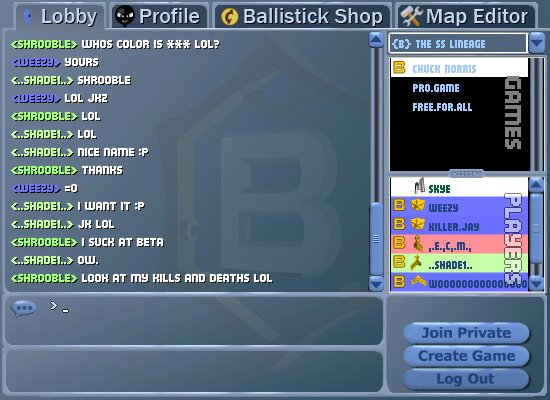 Lobby
Profile
Ballistick Shop
Map Editor
<SHROOBLE> WHOS COLOR IS *** LOL?
<WEEZY> YOURS
<..SHADE1..> SHROOBLE
<WEEZY> LOL JK2
<SHROOBLE> LOL
<..SHADE1..> LOL
<..SHADE1..> NICE NAME :P
<SHROOBLE> THANKS
<WEEZY> =O
<..SHADE1..> I WANT IT :P
<..SHADE1..> JK LOL
<SHROOBLE> I SUCK AT BETA
<..SHADE1..> OW.
<SHROOBLE> LOOK AT MY KILLS AND DEATHS LOL
> _
{B} THE SS LINEAGE
B CHUCK NORRIS
PRO.GAME
FREE.FOR.ALL
GAMES
SKYE
B WEEZY
B KILLER.JAY
B ,.E.,C,.M.,
B ..SHADE1..
B
PLAYERS
Join Private
Create Game
Log Out